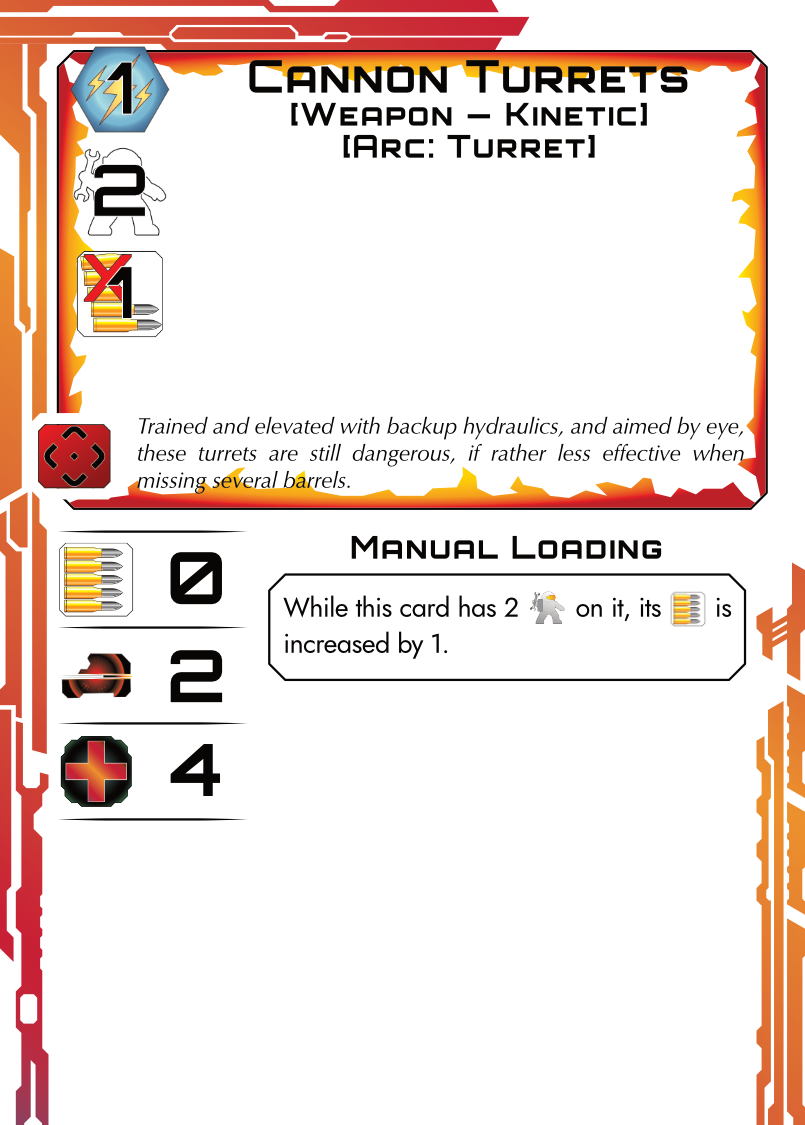 1
CANNON TURRETS
[WEAPON – KINETIC]
[ARC: TURRET]
2
1
Trained and elevated with backup hydraulics, and aimed by eye,
these turrets are still dangerous, if rather less effective when
missing several barrels.
0
2
4
MANUAL LOADING
While this card has 2 on it, its is
increased by 1.